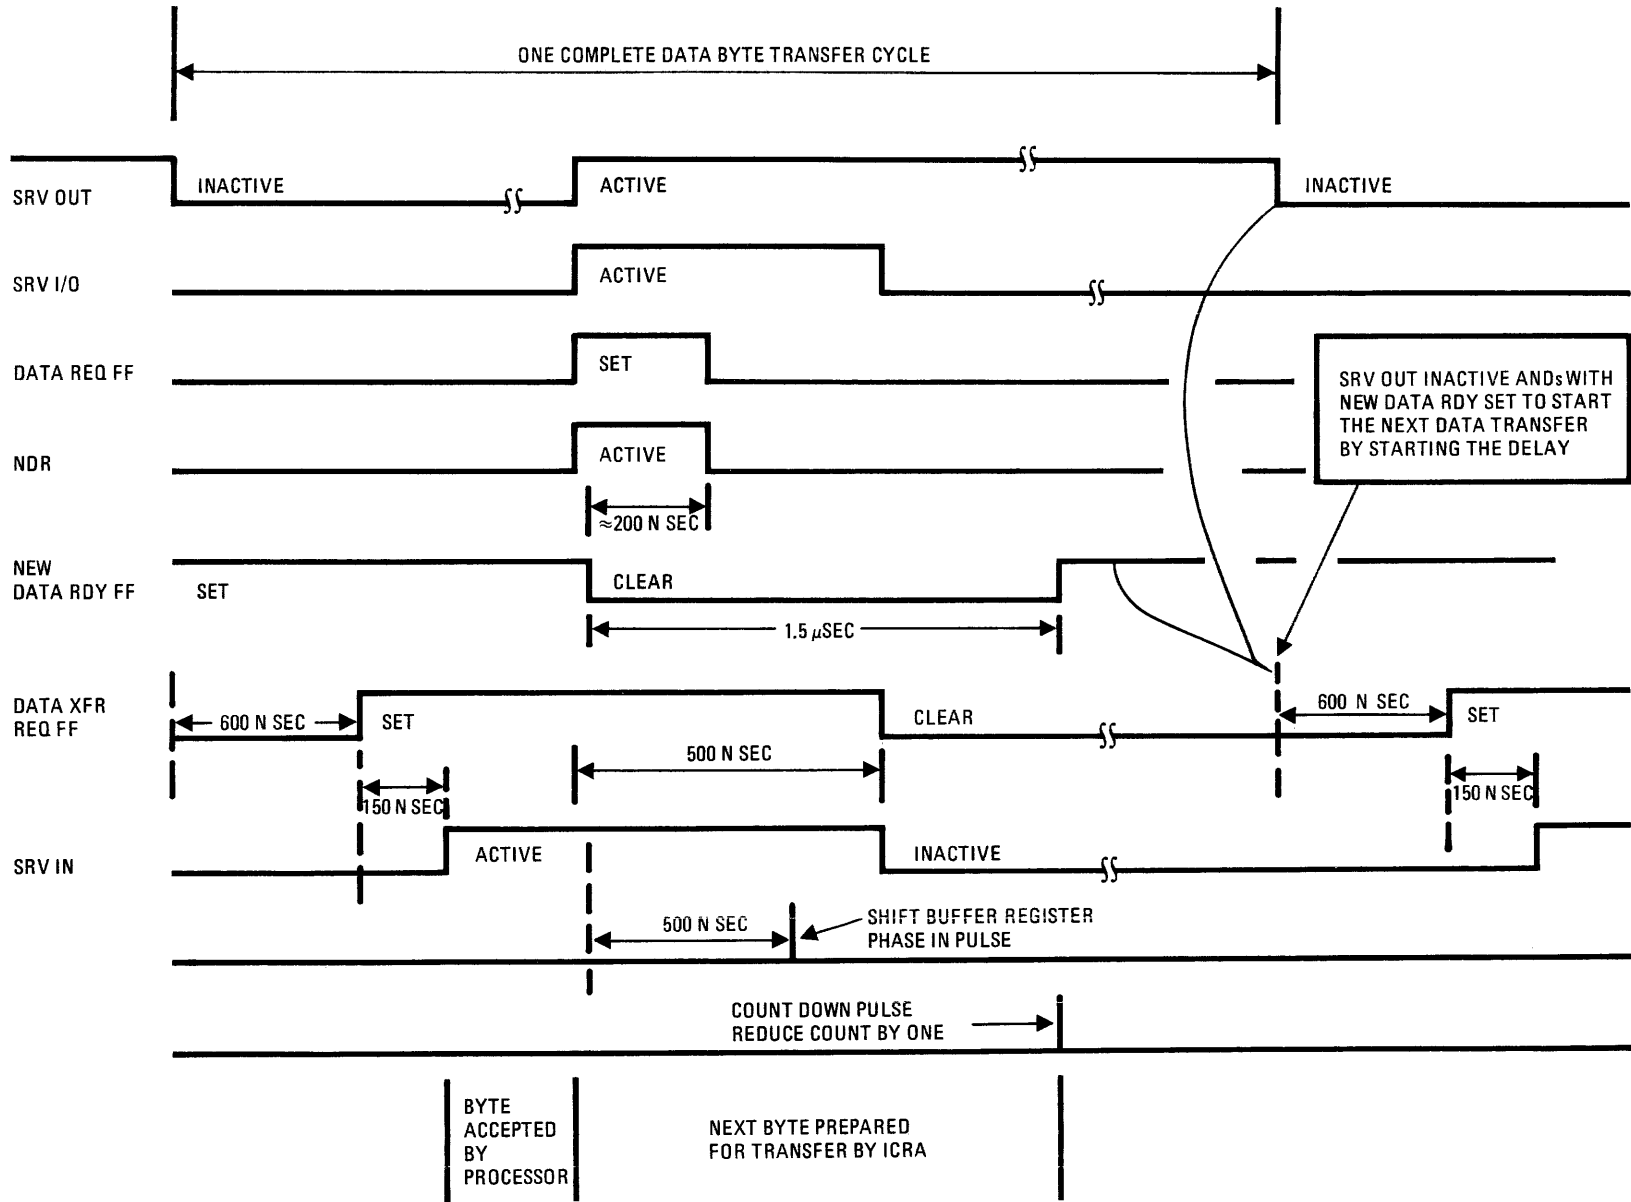 ONE COMPLETE DATA BYTE TRANSFER CYCLE
SRV OUT
INACTIVE
ACTIVE
INACTIVE
SRV I/O
ACTIVE
DATA REQ FF
SET
SRV OUT INACTIVE ANDs WITH
NEW DATA RDY SET TO START
THE NEXT DATA TRANSFER
BY STARTING THE DELAY
NDR
ACTIVE
≈200 N SEC
NEW
DATA RDY FF
SET
CLEAR
1.5 μSEC
DATA XFR
REQ FF
600 N SEC
SET
CLEAR
600 N SEC
SET
500 N SEC
150 N SEC
150 N SEC
SRV IN
ACTIVE
INACTIVE
500 N SEC
SHIFT BUFFER REGISTER
PHASE IN PULSE
COUNT DOWN PULSE
REDUCE COUNT BY ONE
BYTE
ACCEPTED
BY
PROCESSOR
NEXT BYTE PREPARED
FOR TRANSFER BY ICRA